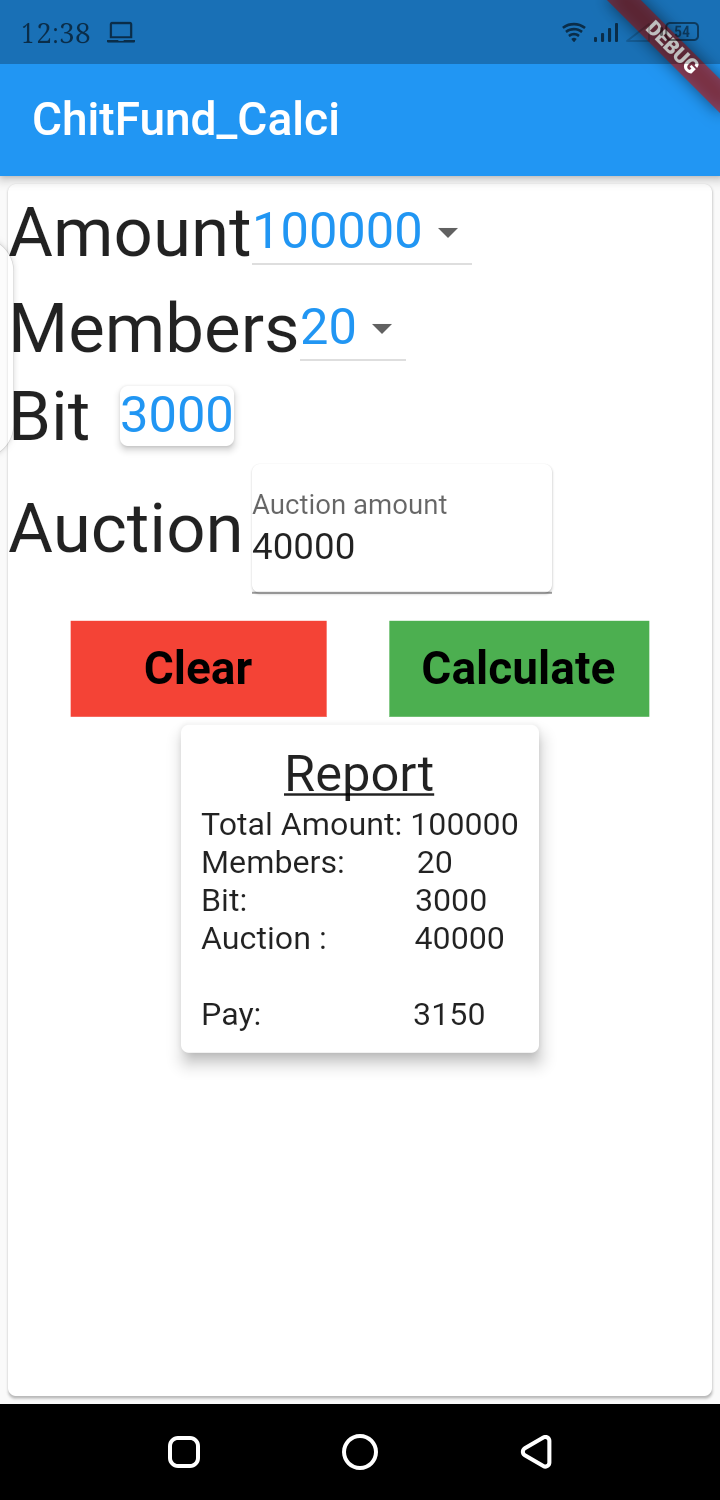 12:38 54
DEBUG
ChitFund_Calci
Amount 100000
Members 20
Bit 3000
Auction amount
Auction 40000
Clear Calculate
Report
Total Amount: 100000
Members: 20
Bit: 3000
Auction : 40000
Pay: 3150